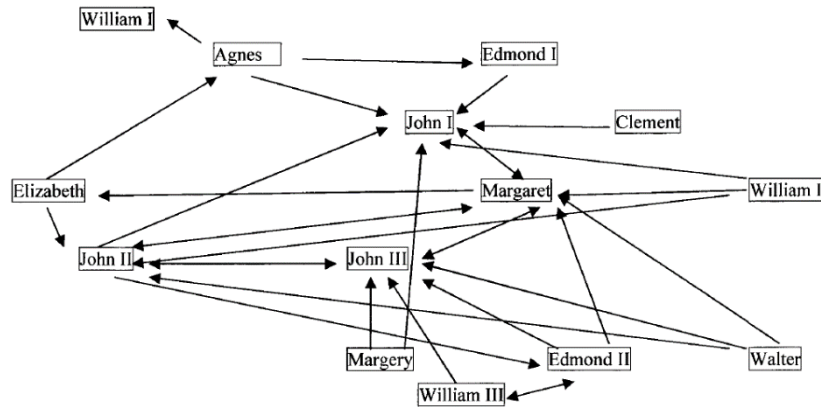 William I
Agnes
Edmond I
John I
Clement
Elizabeth
Margaret
William I
John II
John III
Margery
Edmond II
Walter
William III